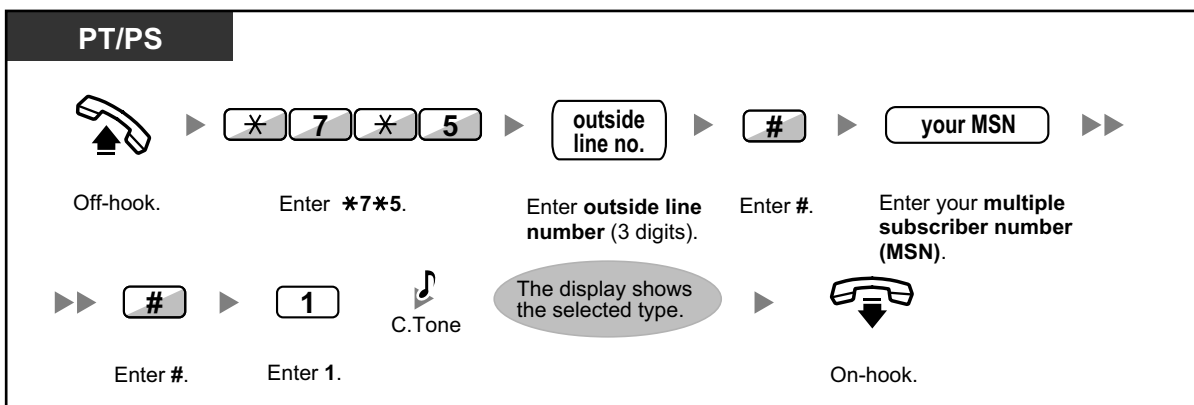 PT/PS
✳ 7 ✳ 5
outside
line no.
#
your MSN
Off-hook.
Enter ✳7✳5.
Enter outside line
number (3 digits).
Enter #.
Enter your multiple
subscriber number
(MSN).
#
1
C.Tone
The display shows
the selected type.
Enter #.
Enter 1.
On-hook.